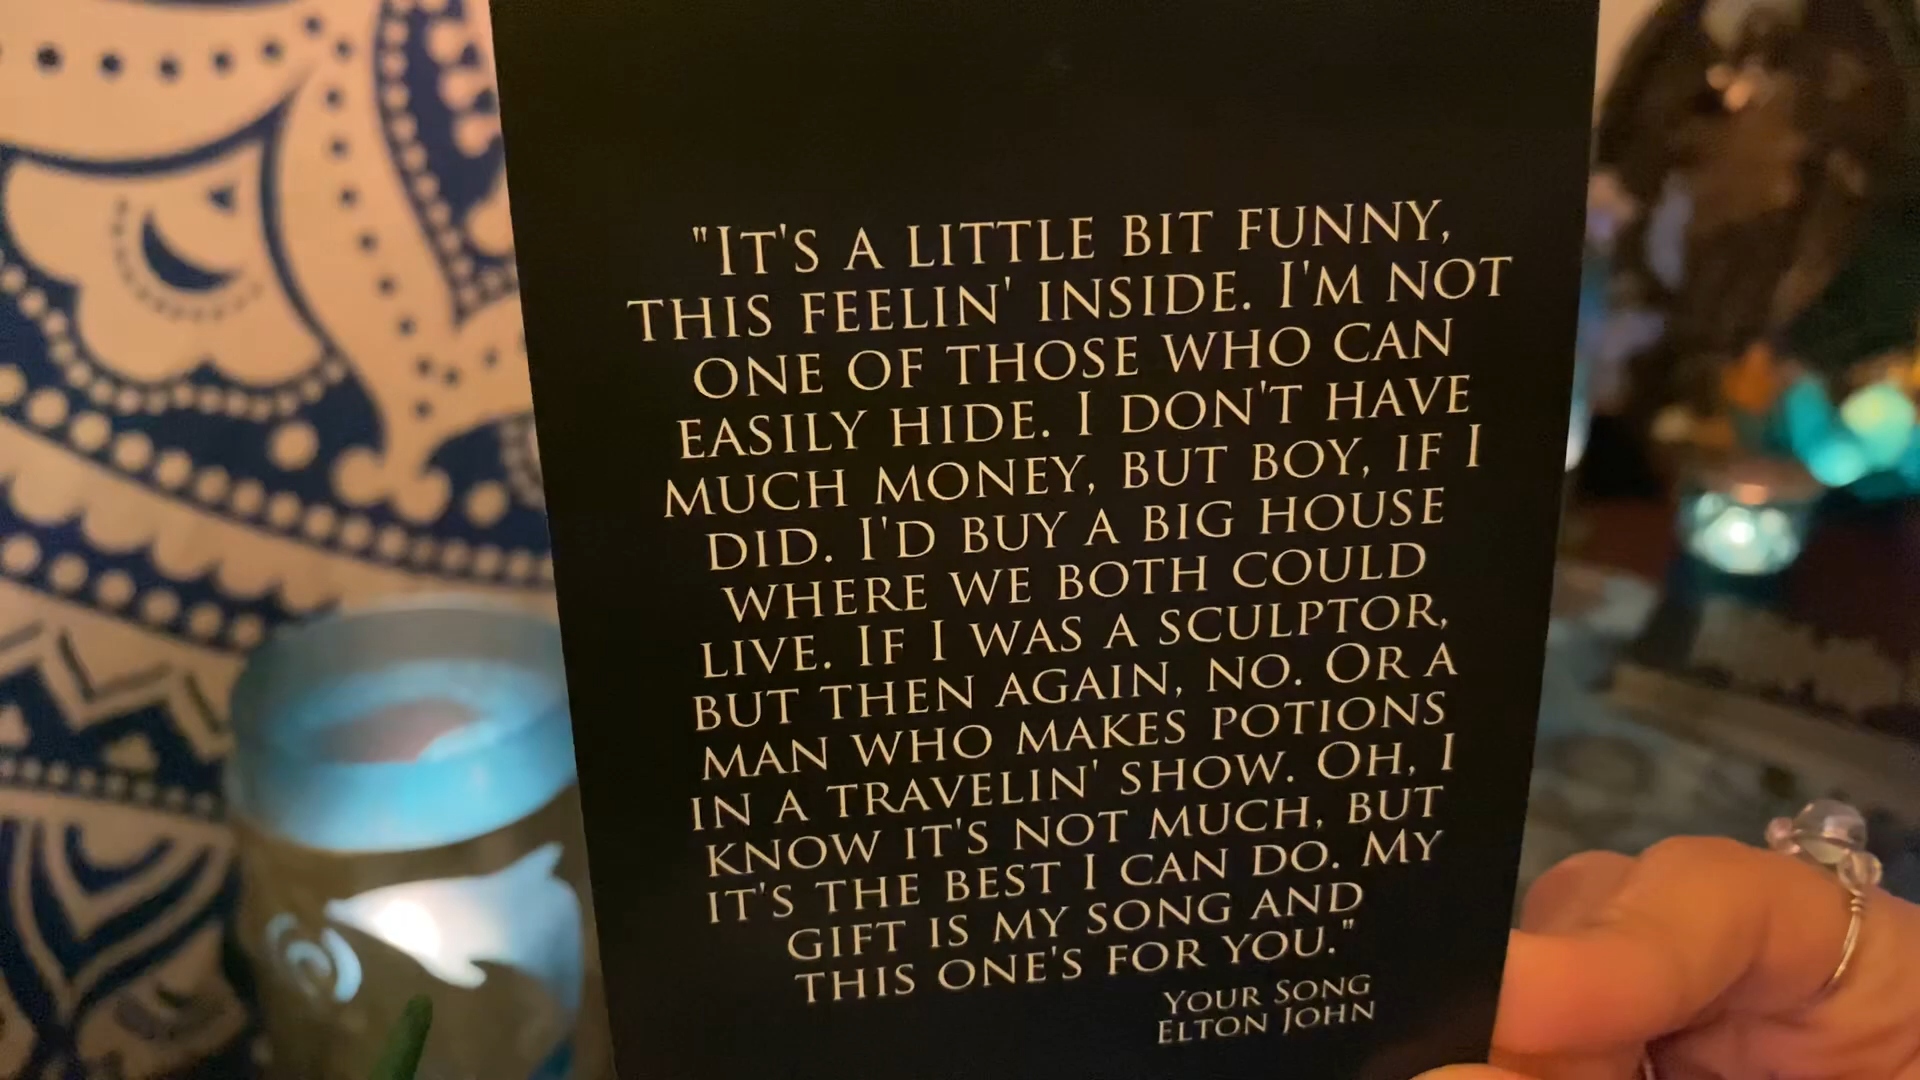 "It's a little bit funny,
this feelin' inside. I'm not
one of those who can
easily hide. I don't have
much money, but boy, if I
did. I'd buy a big house
where we both could
live. If I was a sculptor,
but then again, no. Or a
man who makes potions
in a travelin' show. Oh, I
know it's not much, but
it's the best I can do. My
gift is my song and
this one's for you."
Your Song
Elton John